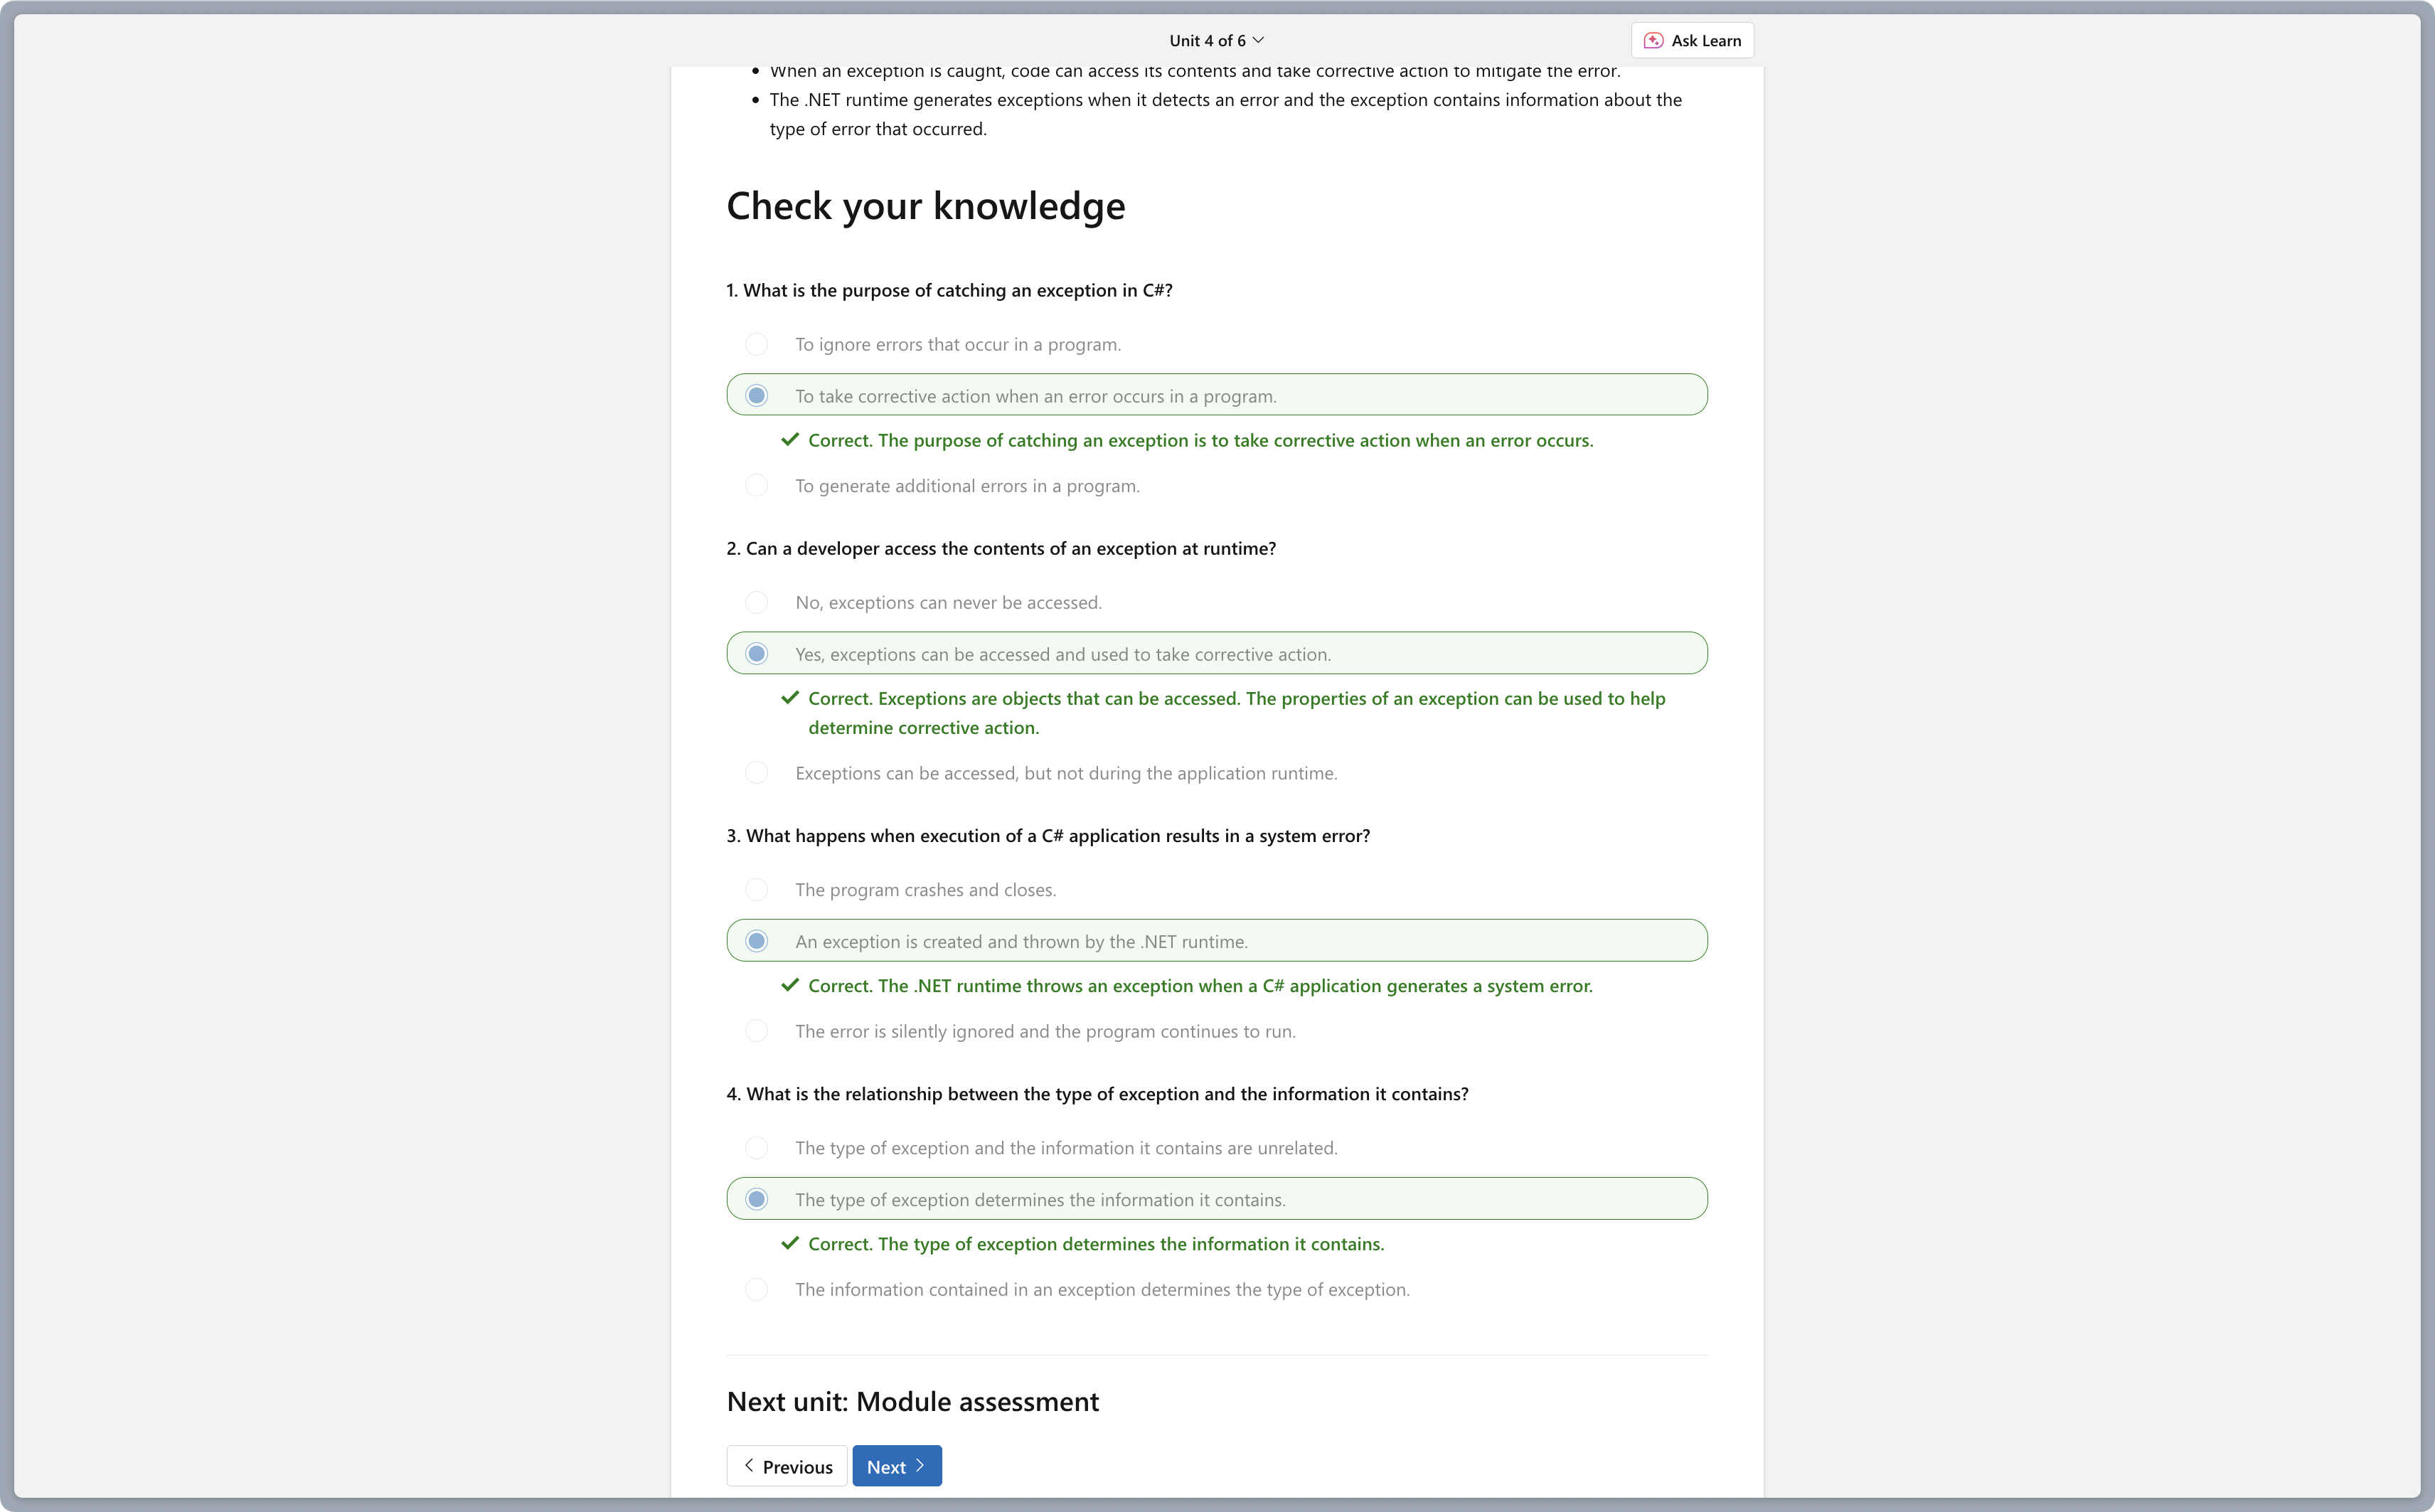 Unit 4 of 6
Ask Learn
When an exception is caught, code can access its contents and take corrective action to mitigate the error.
The .NET runtime generates exceptions when it detects an error and the exception contains information about the
type of error that occurred.
Check your knowledge
1. What is the purpose of catching an exception in C#?
To ignore errors that occur in a program.
To take corrective action when an error occurs in a program.
Correct. The purpose of catching an exception is to take corrective action when an error occurs.
To generate additional errors in a program.
2. Can a developer access the contents of an exception at runtime?
No, exceptions can never be accessed.
Yes, exceptions can be accessed and used to take corrective action.
Correct. Exceptions are objects that can be accessed. The properties of an exception can be used to help
determine corrective action.
Exceptions can be accessed, but not during the application runtime.
3. What happens when execution of a C# application results in a system error?
The program crashes and closes.
An exception is created and thrown by the .NET runtime.
Correct. The .NET runtime throws an exception when a C# application generates a system error.
The error is silently ignored and the program continues to run.
4. What is the relationship between the type of exception and the information it contains?
The type of exception and the information it contains are unrelated.
The type of exception determines the information it contains.
Correct. The type of exception determines the information it contains.
The information contained in an exception determines the type of exception.
Next unit: Module assessment
Previous
Next